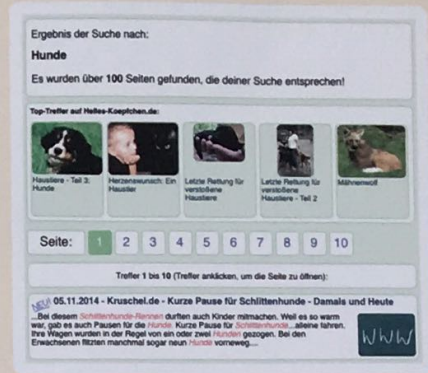 Ergebnis der Suche nach:
Hunde
Es wurden über 100 Seiten gefunden, die deiner Suche entsprechen!
Top-Treffer auf Helles-Koepfchen.de:
Haustiere - Teil 3:
Hunde
Herzenswunsch: Ein
Haustier
Letzte Rettung für
verstoßene
Haustiere
Letzte Rettung für
verstoßene
Haustiere - Teil 2
Mähnenwolf
Seite: 1 2 3 4 5 6 7 8 9 10
Treffer 1 bis 10 (Treffer anklicken, um die Seite zu öffnen):
NEU! 05.11.2014 - Kruschel.de - Kurze Pause für Schlittenhunde - Damals und Heute
...Bei diesem Schlittenhunde-Rennen durften auch Kinder mitmachen. Weil es so warm
war, gab es auch Pausen für die Hunde. Kurze Pause für Schlittenhunde...alleine fahren.
Ihre Wagen wurden in der Regel von ein oder zwei Hunden gezogen. Bei den
Erwachsenen flitzten manchmal sogar neun Hunde vorneweg....
WWW